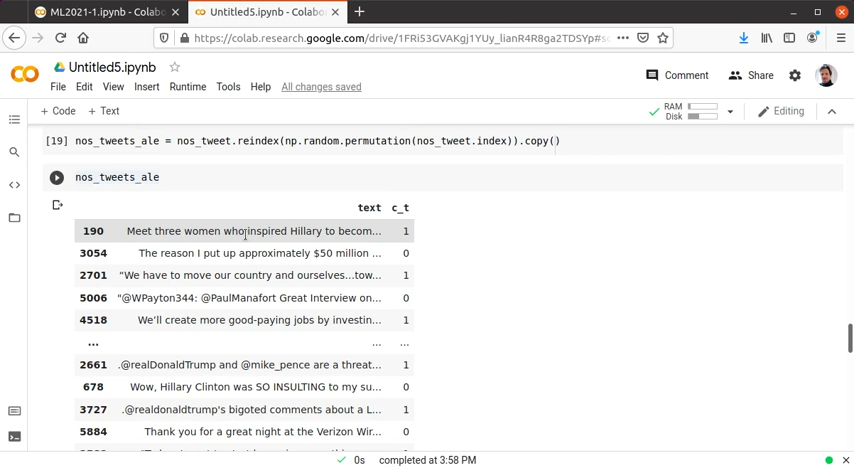 ML2021-1.ipynb - Colabo
Untitled5.ipynb - Colabo
https://colab.research.google.com/drive/1FRi53GVAKgj1YUy_lianR4R8ga2TDSYp#sc
Untitled5.ipynb
Comment
Share
File Edit View Insert Runtime Tools Help All changes saved
+ Code + Text
RAM
Disk
Editing
[19] nos_tweets_ale = nos_tweet.reindex(np.random.permutation(nos_tweet.index)).copy()
nos_tweets_ale
text c_t
190 Meet three women who inspired Hillary to becom... 1
3054 The reason I put up approximately $50 million ... 0
2701 “We have to move our country and ourselves…tow... 1
5006 "@WPayton344: @PaulManafort Great Interview on... 0
4518 We’ll create more good-paying jobs by investin... 1
... ... ...
2661 .@realDonaldTrump and @mike_pence are a threat... 1
678 Wow, Hillary Clinton was SO INSULTING to my su... 0
3727 .@realdonaldtrump's bigoted comments about a L... 1
5884 Thank you for a great night at the Verizon Wir... 0
0s completed at 3:58 PM